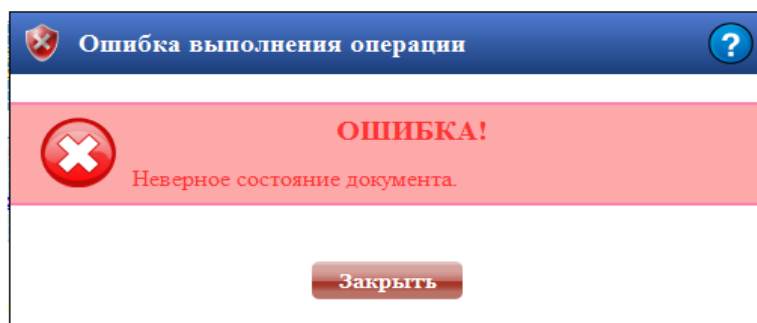 Ошибка выполнения операции
?
ОШИБКА!
Неверное состояние документа.
Закрыть